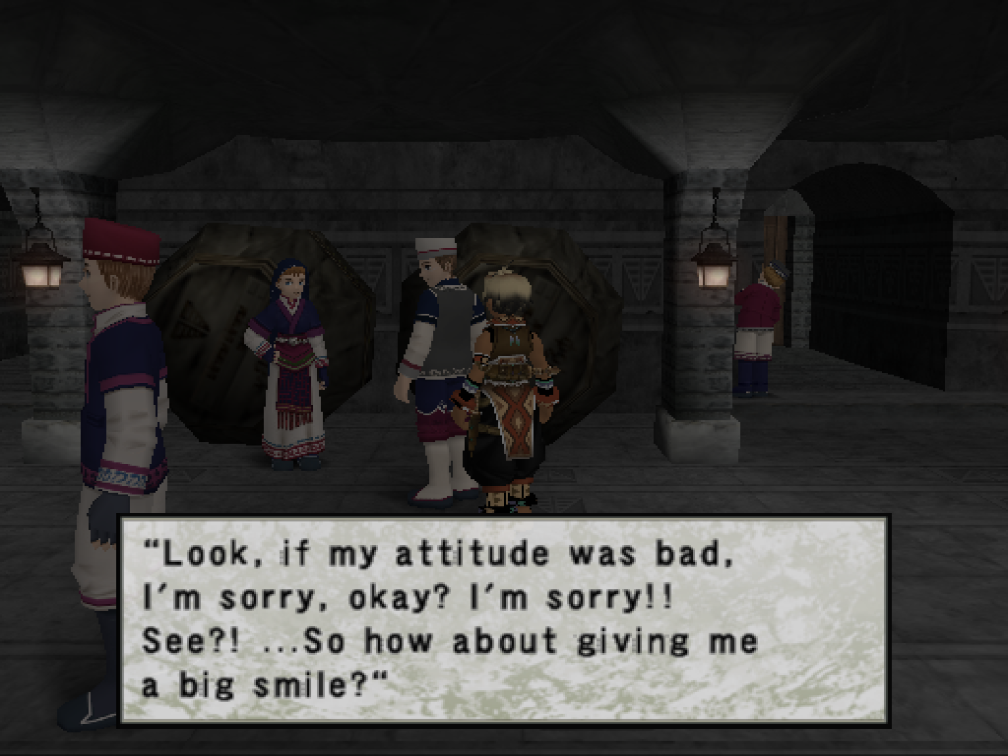 “Look, if my attitude was bad,
I'm sorry, okay? I'm sorry!!
See?! ...So how about giving me
a big smile?“